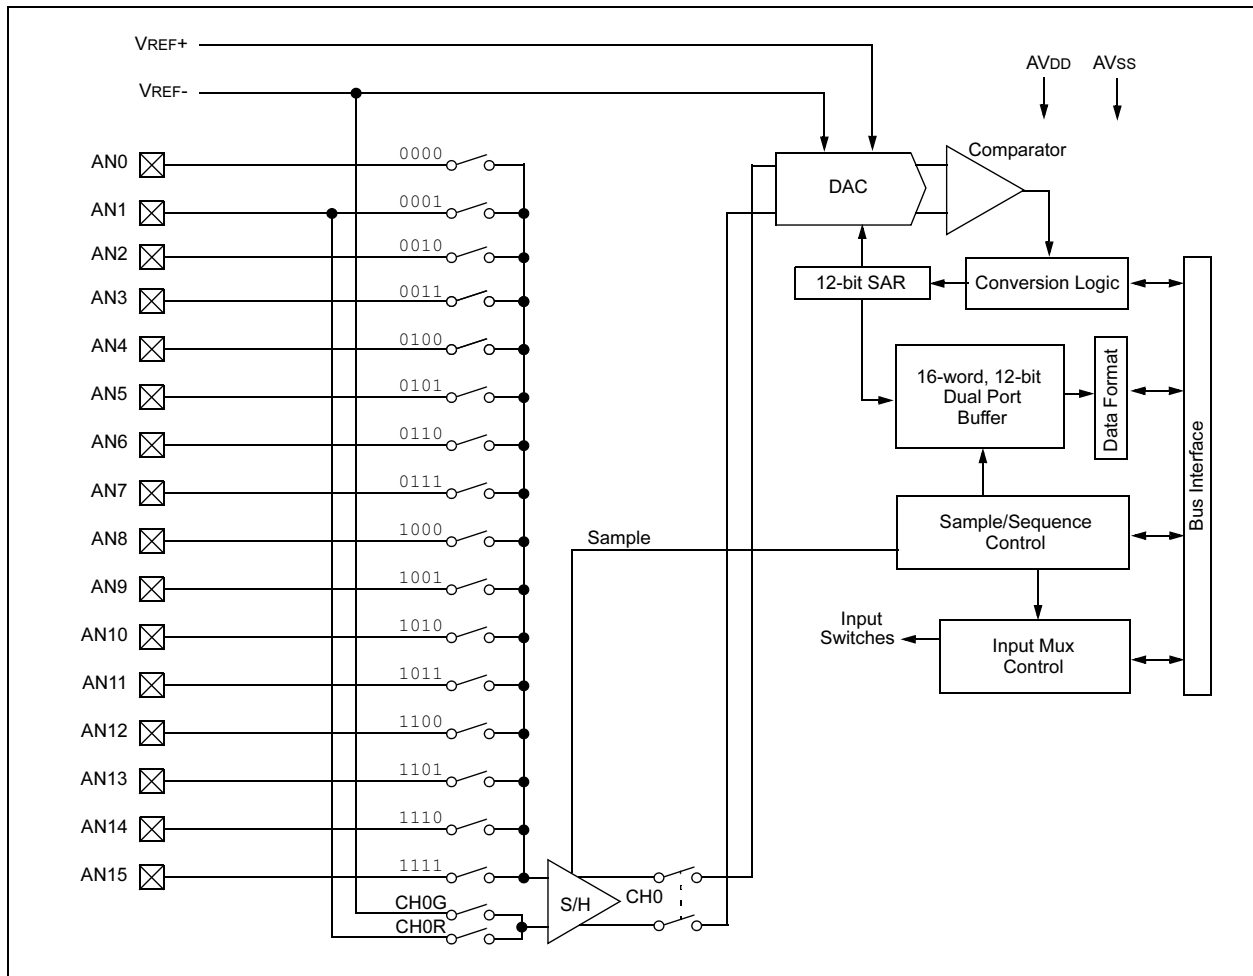 VREF+
AVDD AVSS
VREF-
Comparator
AN0 0000
DAC
AN1 0001
AN2 0010
12-bit SAR
Conversion Logic
AN3 0011
AN4 0100
16-word, 12-bit
Dual Port
Buffer
Data Format
AN5 0101
AN6 0110
Bus Interface
AN7 0111
AN8 1000
Sample
Sample/Sequence
Control
AN9 1001
AN10 1010
Input
Switches
Input Mux
Control
AN11 1011
AN12 1100
AN13 1101
AN14 1110
AN15 1111
CH0G
S/H
CH0
CH0R